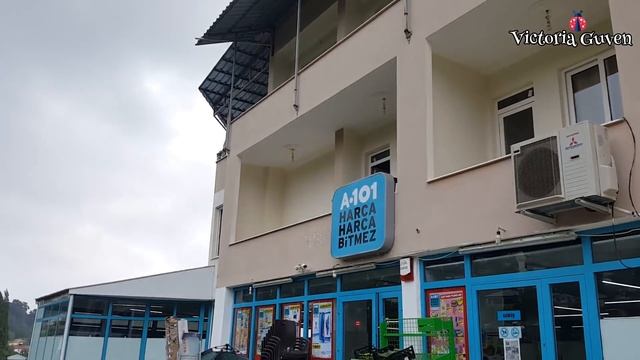 Victoria Guven
A101
HARCA
HARCA
BİTMEZ